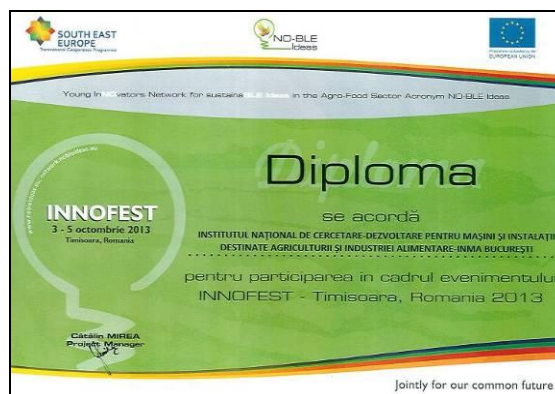 SOUTH EAST
EUROPE
Transnational Cooperation Programme
NO-BLE
Ideas
EUROPEAN UNION
Young InNOvators Network for sustainaBLE Ideas in the Agro-Food Sector Acronym NO-BLE Ideas
Diploma
INNOFEST
3 - 5 octombrie 2013
Timisoara, Romania
se acordă
INSTITUTUL NAȚIONAL DE CERCETARE-DEZVOLTARE PENTRU MAȘINI ȘI INSTALAȚII
DESTINATE AGRICULTURII ȘI INDUSTRIEI ALIMENTARE-INMA BUCUREȘTI
pentru participarea in cadrul evenimentului
INNOFEST - Timisoara, Romania 2013
Cătălin MIREA
Project Manager
Jointly for our common future